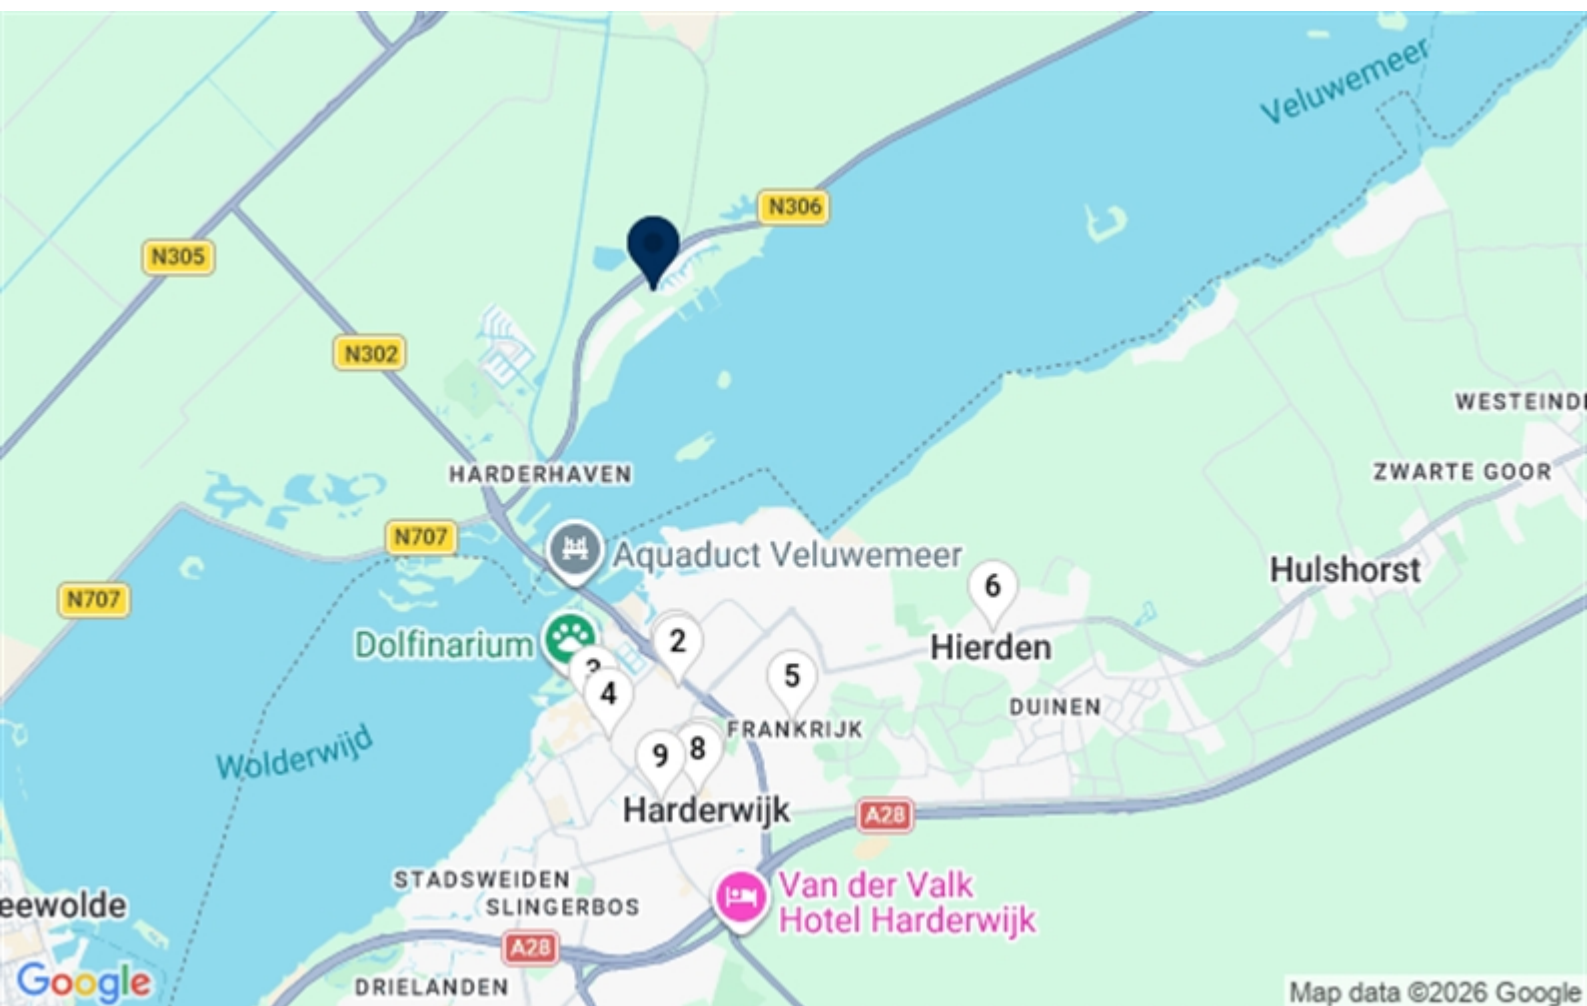 Veluwemeer
N306
N305
N302
WESTEIND
HARDERHAVEN
ZWARTE GOOR
N707
Aquaduct Veluwemeer
Hulshorst
6
N707
2
Dolfinarium
Hierden
3
5
4
DUINEN
FRANKRIJK
Wolderwijd
9
8
Harderwijk
A28
STADSWEIDEN
Van der Valk
Hotel Harderwijk
eewolde
SLINGERBOS
A28
Google
DRIELANDEN
Map data ©2026 Google